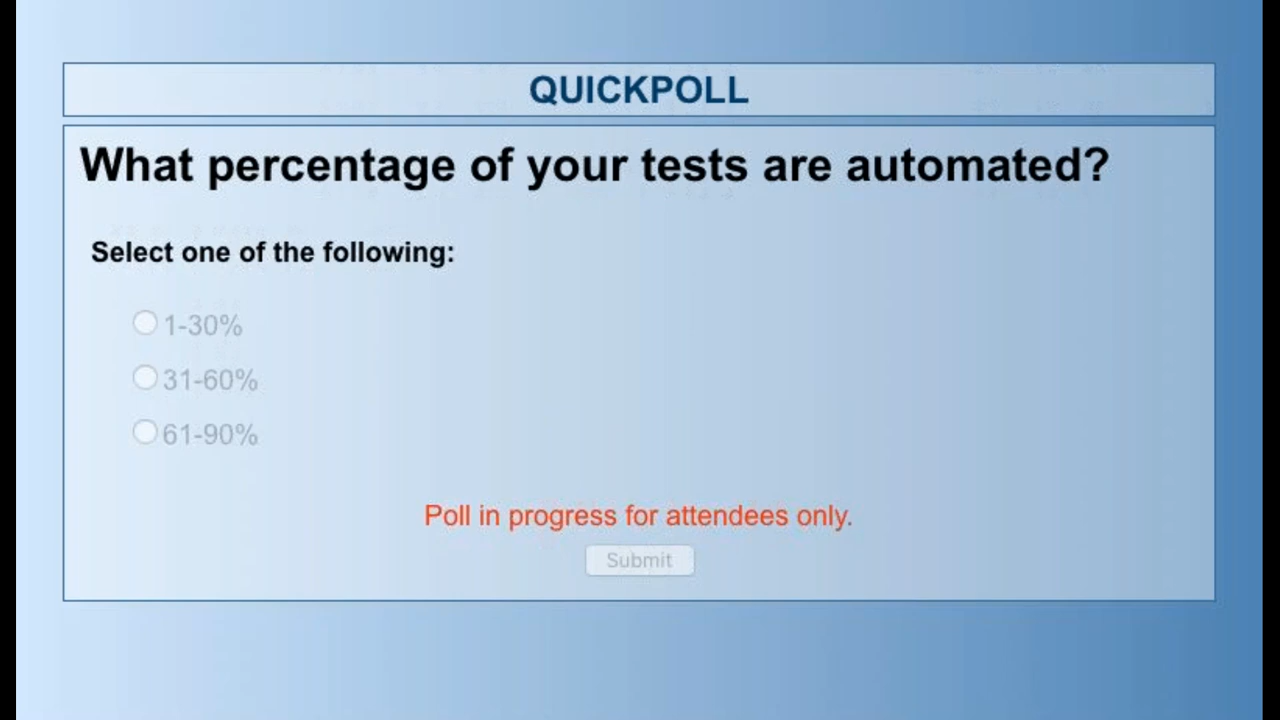 QUICKPOLL
What percentage of your tests are automated?
Select one of the following:
1-30%
31-60%
61-90%
Poll in progress for attendees only.
Submit